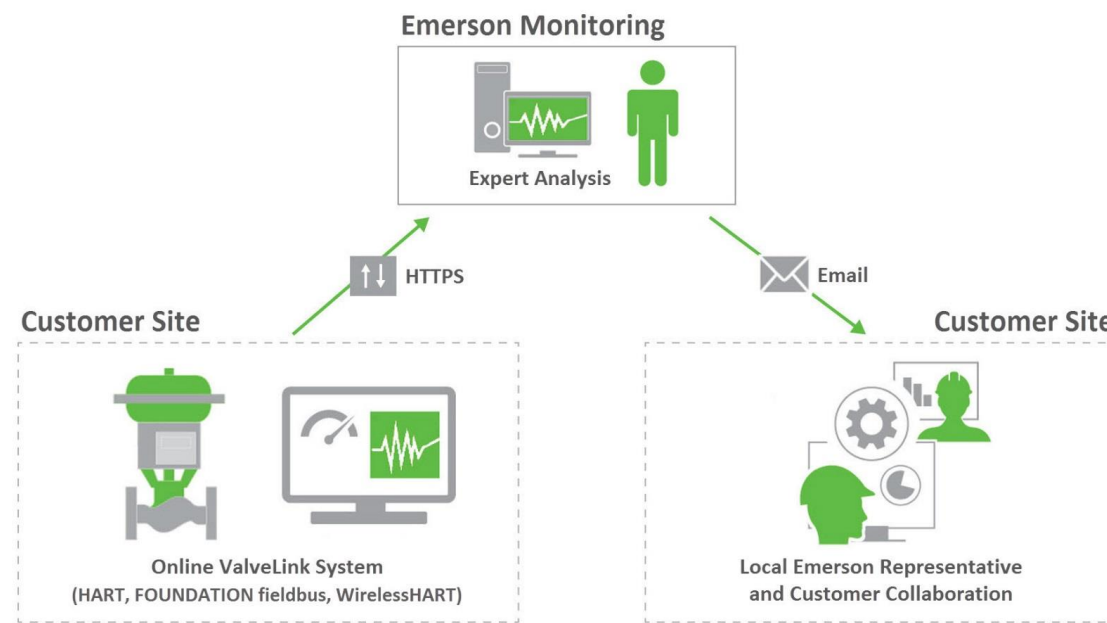 Emerson Monitoring
Expert Analysis
HTTPS
Email
Customer Site
Customer Site
Online ValveLink System
(HART, FOUNDATION fieldbus, WirelessHART)
Local Emerson Representative
and Customer Collaboration